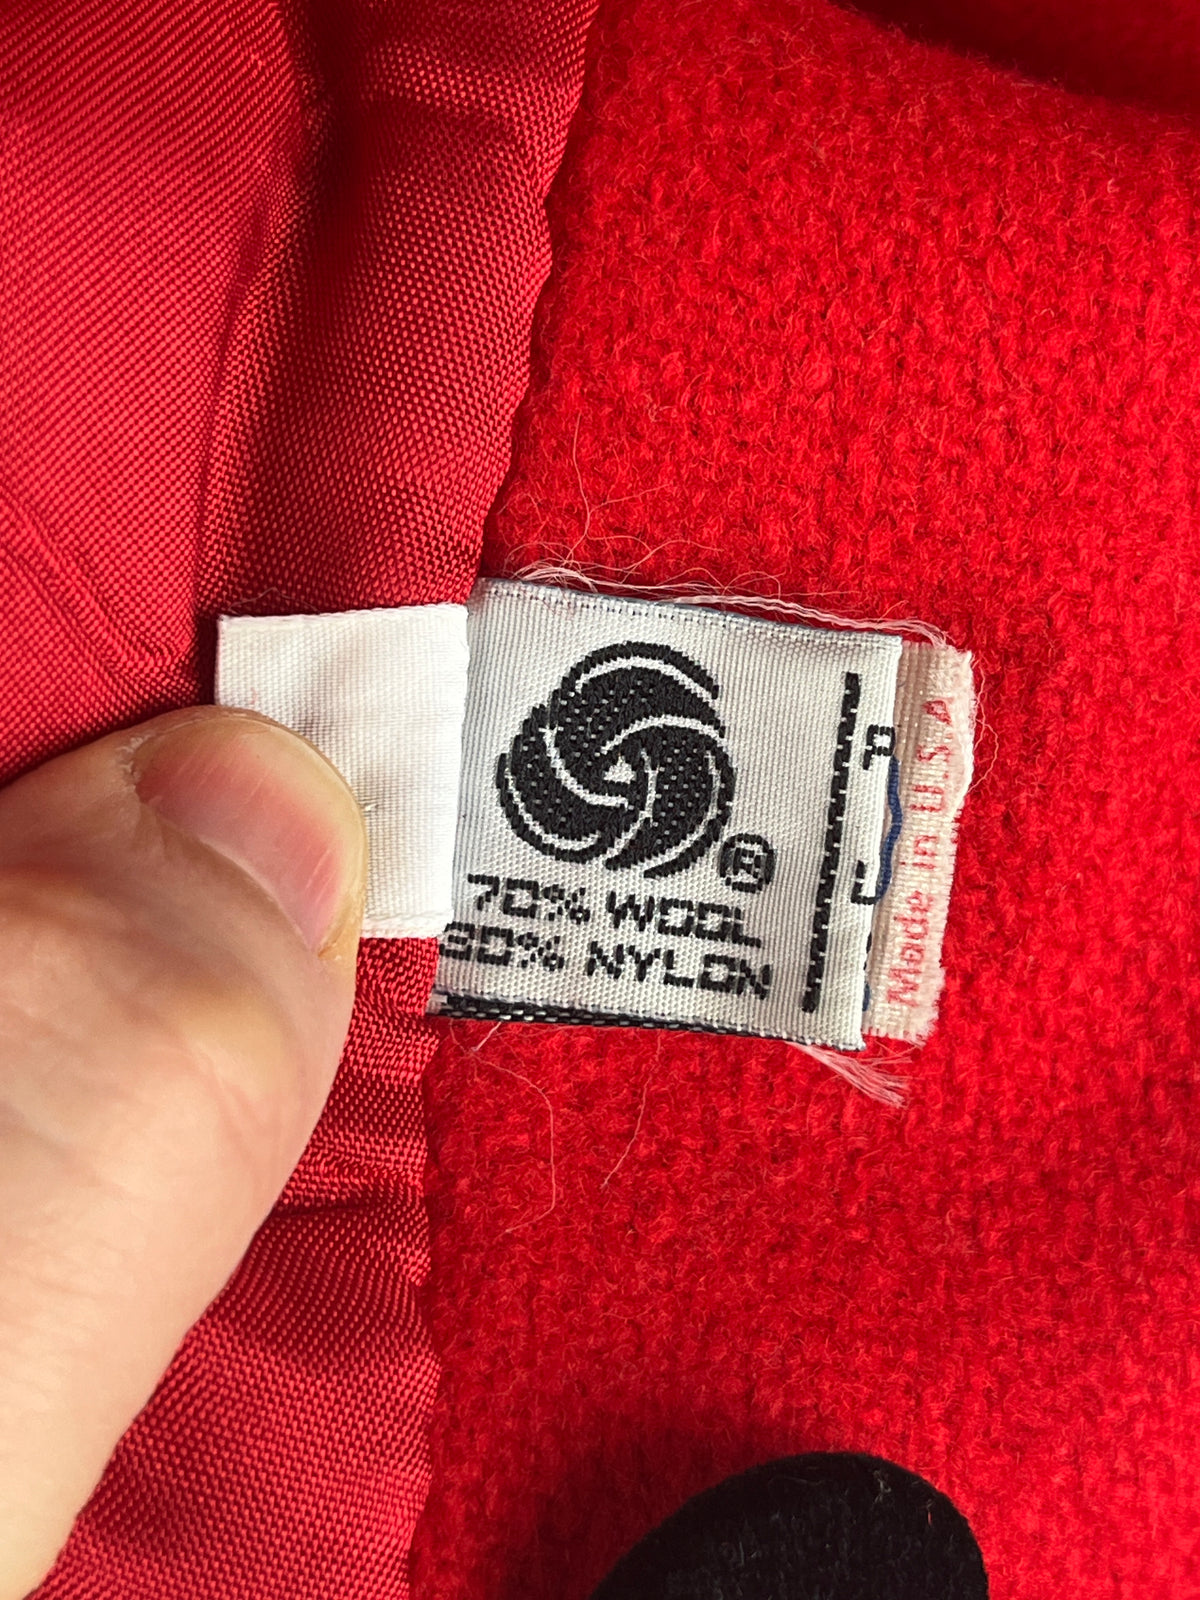 ®
70% WOOL
30% NYLON
Made in U.S.A